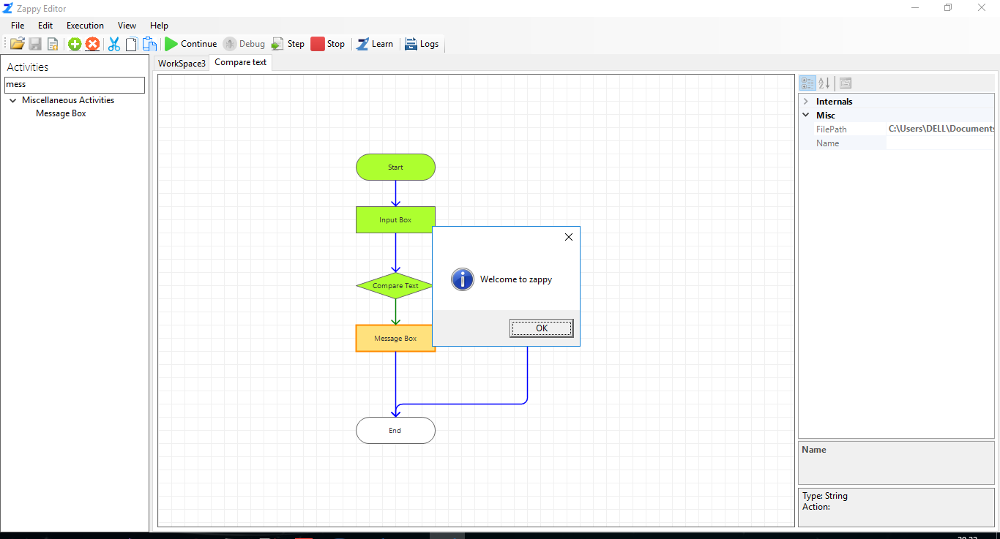 Zappy Editor
File Edit Execution View Help
Continue Debug Step Stop Learn Logs
Activities
mess
Miscellaneous Activities
Message Box
WorkSpace3 Compare text
Start
Input Box
Compare Text
Message Box
End
Welcome to zappy
OK
Internals
Misc
FilePath C:\Users\DELL\Documents
Name
Name
Type: String
Action: